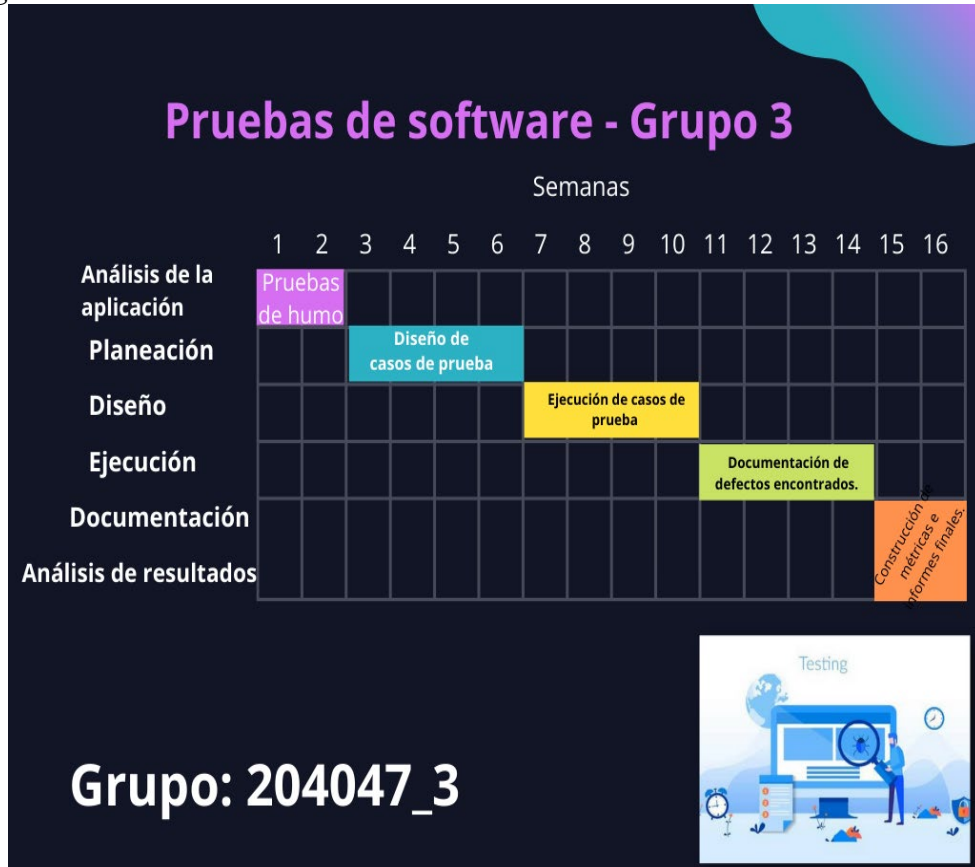 Pruebas de software - Grupo 3
Semanas
1 2 3 4 5 6 7 8 9 10 11 12 13 14 15 16
Análisis de la
aplicación
Pruebas
de humo
Planeación
Diseño de
casos de prueba
Diseño
Ejecución de casos de
prueba
Ejecución
Documentación de
defectos encontrados.
Documentación
Análisis de resultados
Construcción de
métricas e
informes finales.
Testing
Grupo: 204047_3